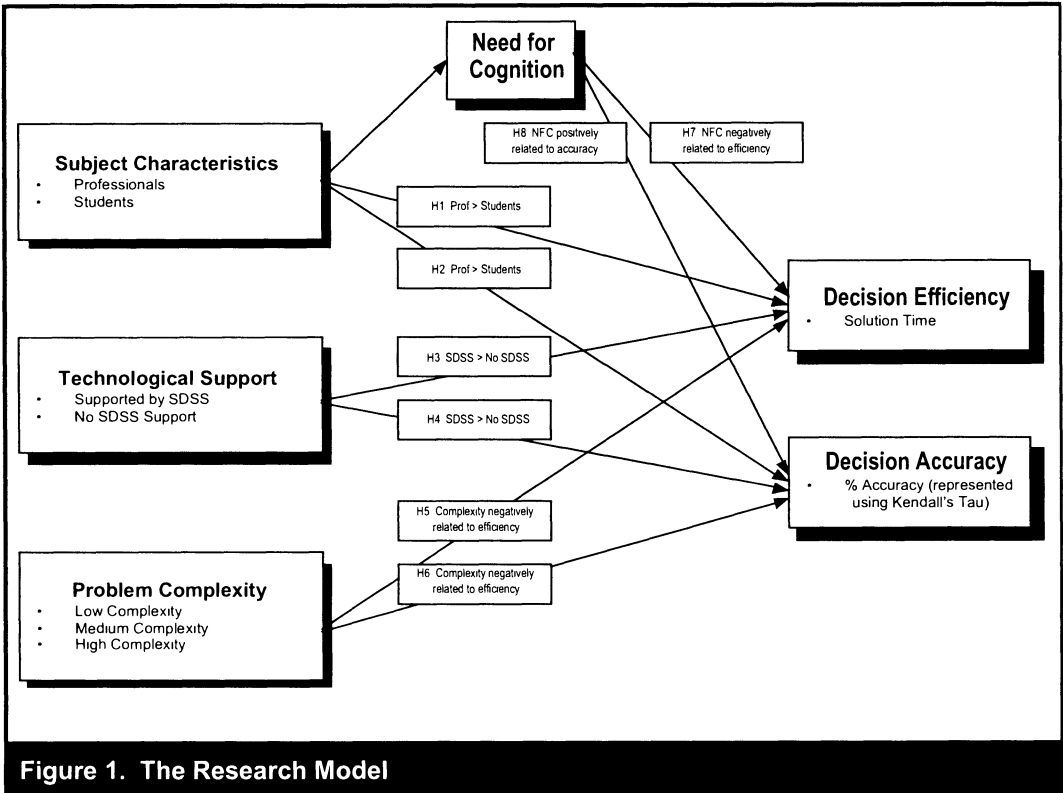 Need for
Cognition
H8 NFC positively
related to accuracy
H7 NFC negatively
related to efficiency
Subject Characteristics
• Professionals
• Students
H1 Prof > Students
H2 Prof > Students
Decision Efficiency
• Solution Time
Technological Support
• Supported by SDSS
• No SDSS Support
H3 SDSS > No SDSS
H4 SDSS > No SDSS
Decision Accuracy
• % Accuracy (represented
using Kendall's Tau)
H5 Complexity negatively
related to efficiency
H6 Complexity negatively
related to efficiency
Problem Complexity
• Low Complexity
• Medium Complexity
• High Complexity
Figure 1. The Research Model